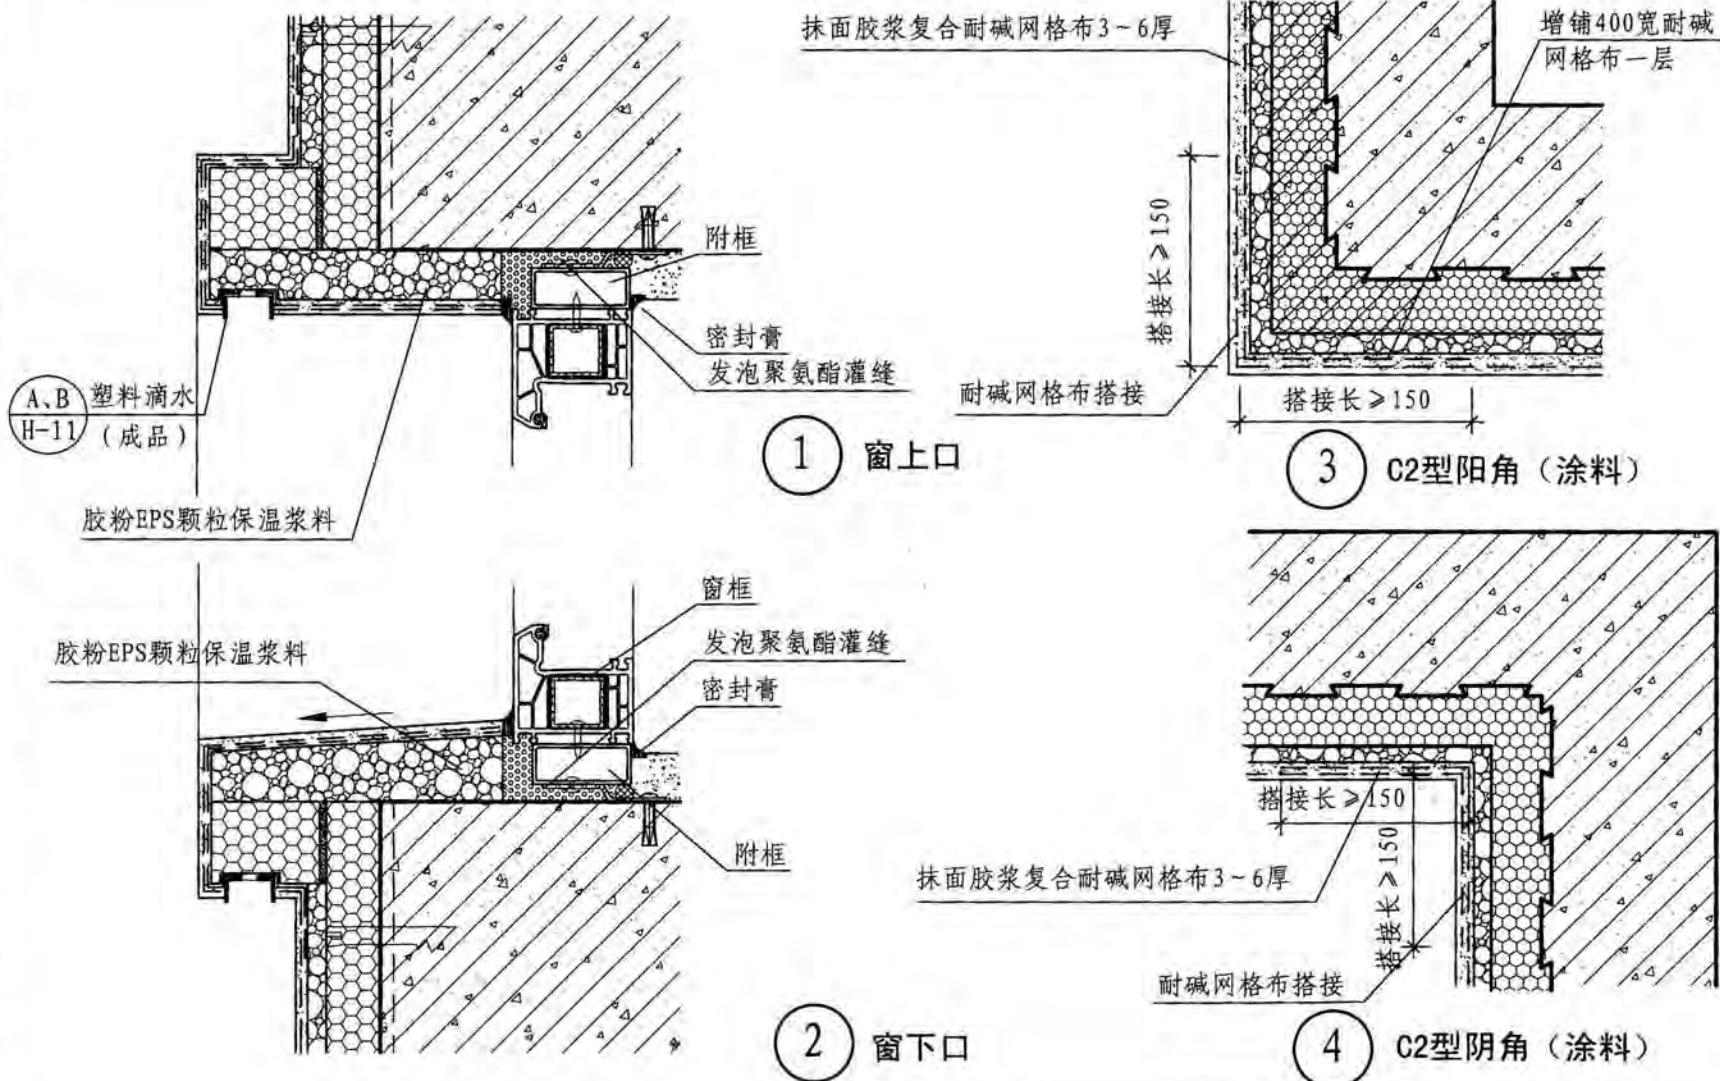 抹面胶浆复合耐碱网格布3~6厚
增铺400宽耐碱
网格布一层
附框
密封膏
发泡聚氨酯灌缝
A、B
H-11
塑料滴水
(成品)
胶粉EPS颗粒保温浆料
1 窗上口
搭接长≥150
耐碱网格布搭接
搭接长≥150
3 C2型阳角（涂料）
窗框
胶粉EPS颗粒保温浆料
发泡聚氨酯灌缝
密封膏
附框
2 窗下口
搭接长≥150
搭接长≥150
抹面胶浆复合耐碱网格布3~6厚
耐碱网格布搭接
4 C2型阴角（涂料）